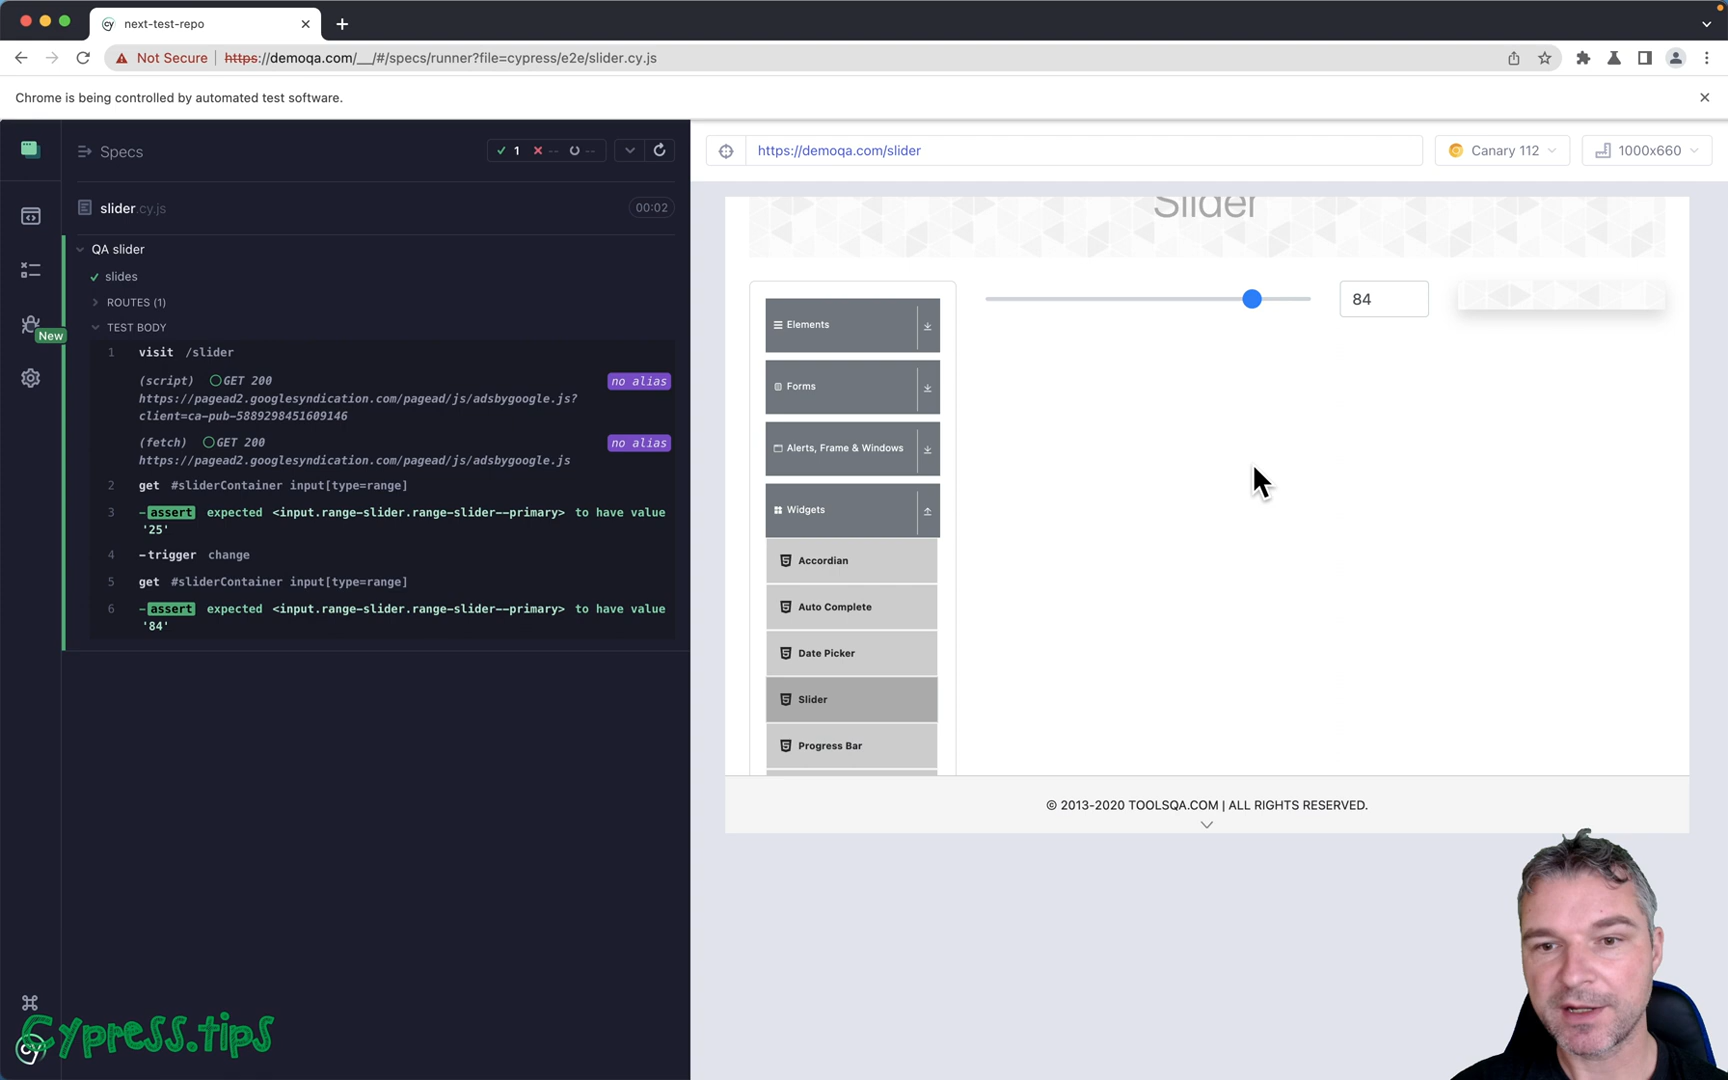 next-test-repo
Not Secure https://demoqa.com/__/#/specs/runner?file=cypress/e2e/slider.cy.js
Chrome is being controlled by automated test software.
Specs
1 -- --
slider.cy.js 00:02
QA slider
slides
ROUTES (1)
TEST BODY
1 visit /slider
(script) GET 200 no alias
https://pagead2.googlesyndication.com/pagead/js/adsbygoogle.js?
client=ca-pub-5889298451609146
(fetch) GET 200 no alias
https://pagead2.googlesyndication.com/pagead/js/adsbygoogle.js
2 get #sliderContainer input[type=range]
3 -assert expected <input.range-slider.range-slider--primary> to have value
'25'
4 -trigger change
5 get #sliderContainer input[type=range]
6 -assert expected <input.range-slider.range-slider--primary> to have value
'84'
New
Cypress.tips
cy
https://demoqa.com/slider
Canary 112
1000x660
Slider
84
Elements
Forms
Alerts, Frame & Windows
Widgets
Accordian
Auto Complete
Date Picker
Slider
Progress Bar
© 2013-2020 TOOLSQA.COM | ALL RIGHTS RESERVED.